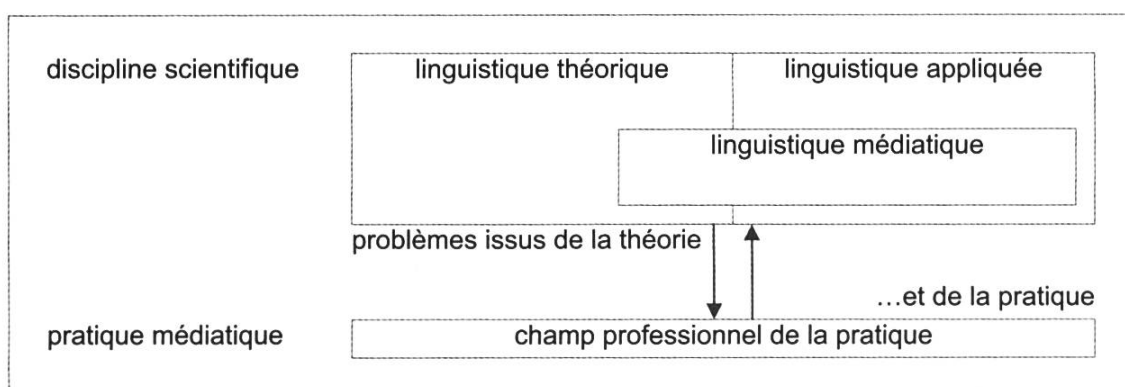 discipline scientifique
linguistique théorique
linguistique appliquée
linguistique médiatique
problèmes issus de la théorie
…et de la pratique
pratique médiatique
champ professionnel de la pratique